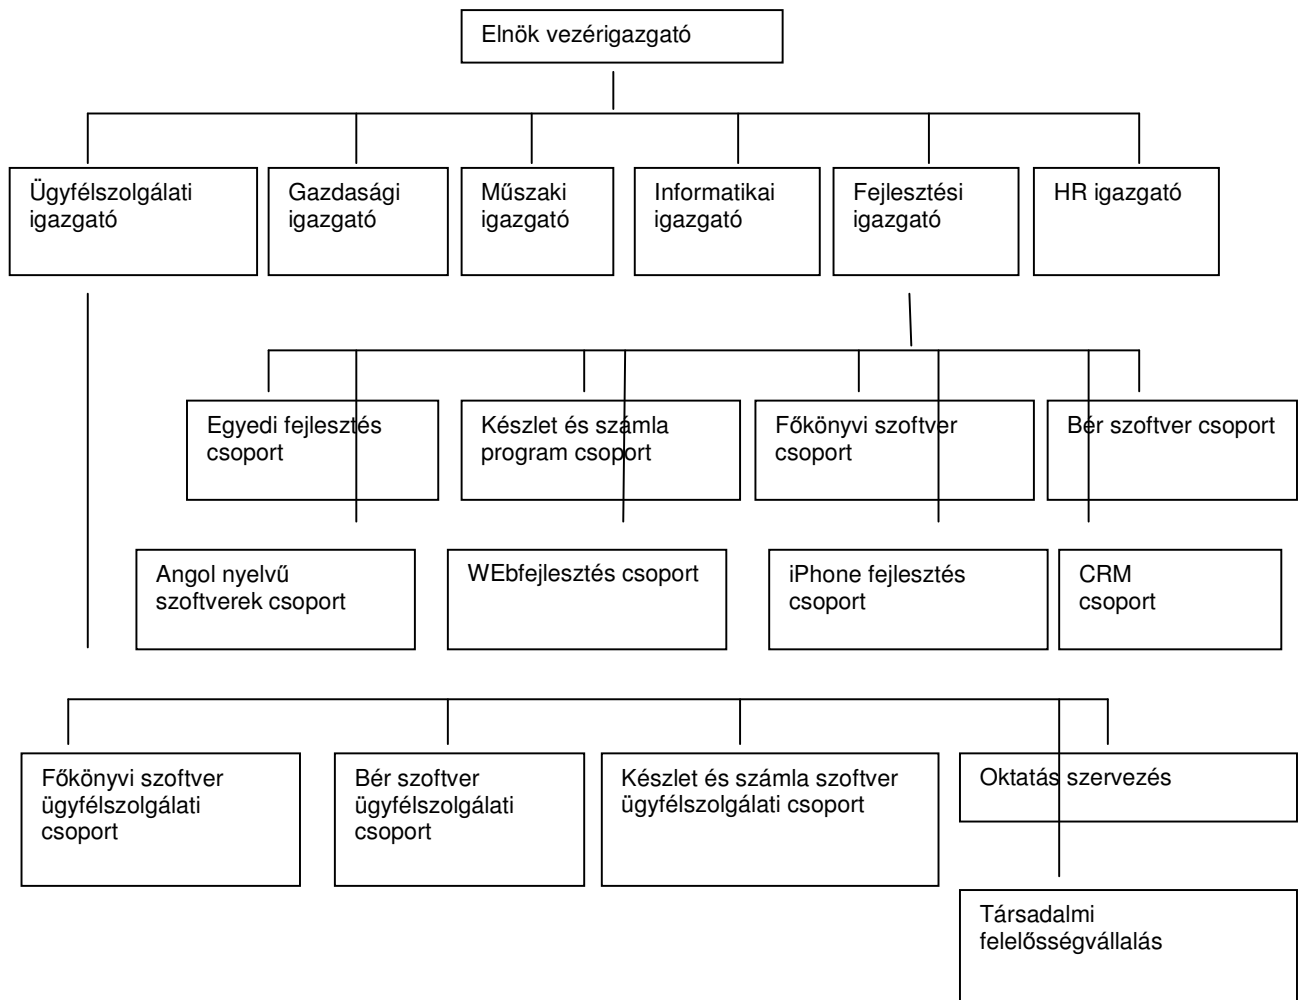 Elnök vezérigazgató
Ügyfélszolgálati
igazgató
Gazdasági
igazgató
Műszaki
igazgató
Informatikai
igazgató
Fejlesztési
igazgató
HR igazgató
Egyedi fejlesztés
csoport
Készlet és számla
program csoport
Főkönyvi szoftver
csoport
Bér szoftver csoport
Angol nyelvű
szoftverek csoport
WEbfejlesztés csoport
iPhone fejlesztés
csoport
CRM
csoport
Főkönyvi szoftver
ügyfélszolgálati
csoport
Bér szoftver
ügyfélszolgálati
csoport
Készlet és számla szoftver
ügyfélszolgálati csoport
Oktatás szervezés
Társadalmi
felelősségvállalás